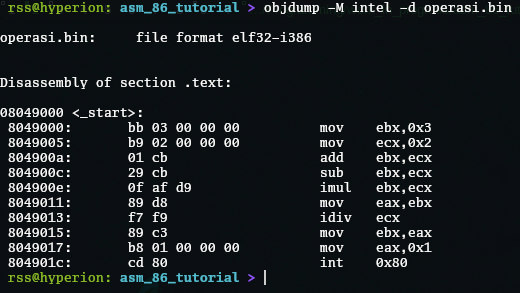 rss@hyperion: asm_86_tutorial > objdump -M intel -d operasi.bin
operasi.bin:     file format elf32-i386
Disassembly of section .text:
08049000 <_start>:
 8049000:       bb 03 00 00 00          mov    ebx,0x3
 8049005:       b9 02 00 00 00          mov    ecx,0x2
 804900a:       01 cb                   add    ebx,ecx
 804900c:       29 cb                   sub    ebx,ecx
 804900e:       0f af d9                imul   ebx,ecx
 8049011:       89 d8                   mov    eax,ebx
 8049013:       f7 f9                   idiv   ecx
 8049015:       89 c3                   mov    ebx,eax
 8049017:       b8 01 00 00 00          mov    eax,0x1
 804901c:       cd 80                   int    0x80
rss@hyperion: asm_86_tutorial >